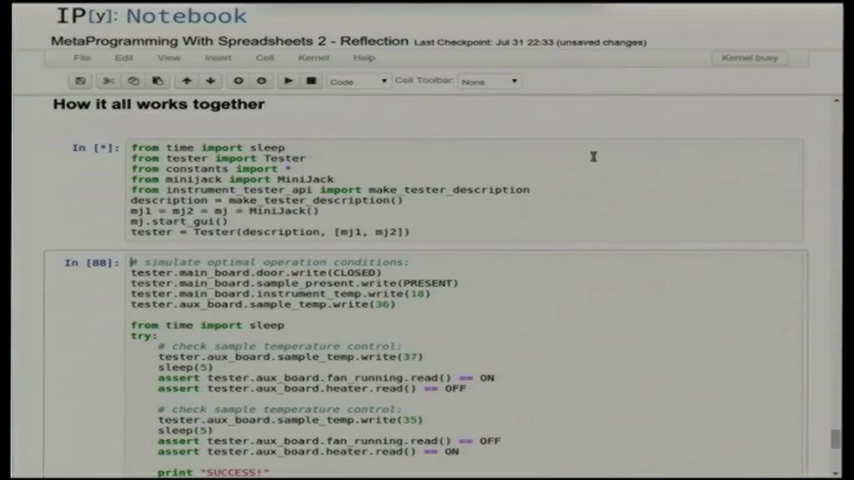 IP[y]: Notebook
MetaProgramming With Spreadsheets 2 - Reflection Last Checkpoint: Jul 31 22:33 (unsaved changes)
File Edit View Insert Cell Kernel Help Kernel busy
Code Cell Toolbar: None
How it all works together
In [*]: from time import sleep
from tester import Tester
from constants import *
from minijack import MiniJack
from instrument_tester_api import make_tester_description
description = make_tester_description()
mj1 = mj2 = mj = MiniJack()
mj.start_gui()
tester = Tester(description, [mj1, mj2])
In [88]: # simulate optimal operation conditions:
tester.main_board.door.write(CLOSED)
tester.main_board.sample_present.write(PRESENT)
tester.main_board.instrument_temp.write(18)
tester.aux_board.sample_temp.write(36)
from time import sleep
try:
# check sample temperature control:
tester.aux_board.sample_temp.write(37)
sleep(5)
assert tester.aux_board.fan_running.read() == ON
assert tester.aux_board.heater.read() == OFF
# check sample temperature control:
tester.aux_board.sample_temp.write(35)
sleep(5)
assert tester.aux_board.fan_running.read() == OFF
assert tester.aux_board.heater.read() == ON
print "SUCCESS!"